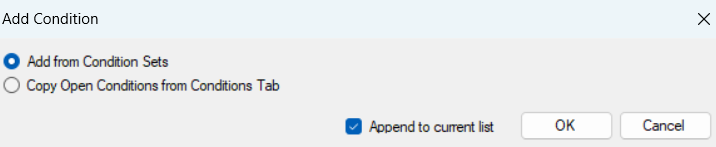 Add Condition
Add from Condition Sets
Copy Open Conditions from Conditions Tab
Append to current list
OK
Cancel